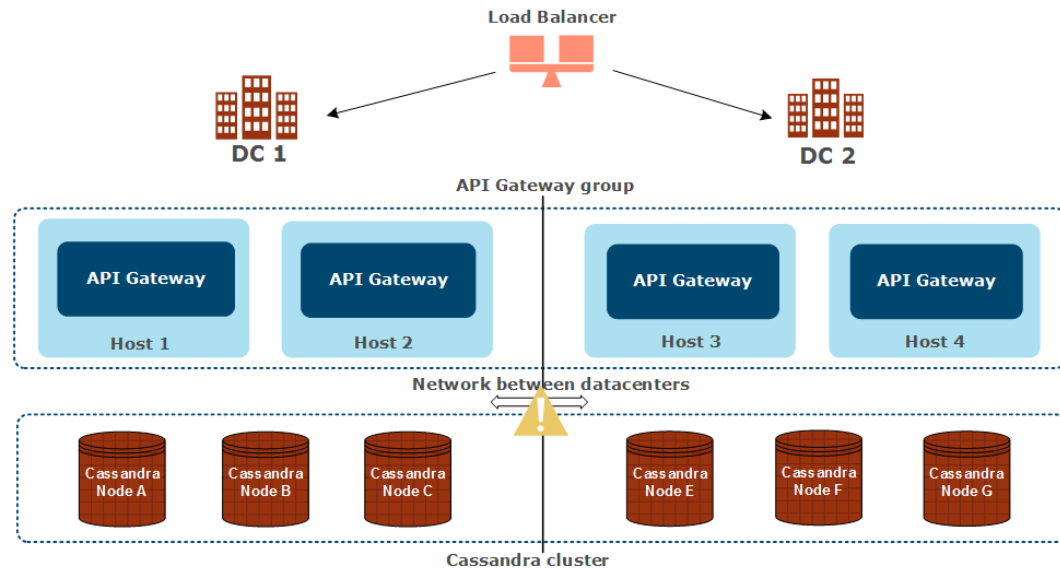 Load Balancer
DC 1
DC 2
API Gateway group
API Gateway
API Gateway
API Gateway
API Gateway
Host 1
Host 2
Host 3
Host 4
Network between datacenters
Cassandra
Node A
Cassandra
Node B
Cassandra
Node C
Cassandra
Node E
Cassandra
Node F
Cassandra
Node G
Cassandra cluster